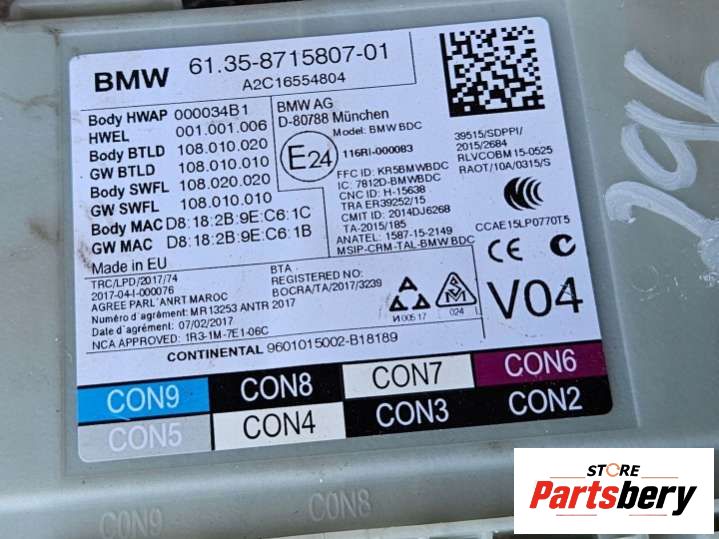 BMW 61.35-8715807-01
A2C16554804
Body HWAP 000034B1
HWEL 001.001.006
Body BTLD 108.010.020
GW BTLD 108.010.010
Body SWFL 108.020.020
GW SWFL 108.010.010
Body MAC D8:18:2B:9E:C6:1C
GW MAC D8:18:2B:9E:C6:1B
Made in EU
BMW AG
D-80788 München
Model: BMW BDC
E24
116RI-000083
FFC ID: KR5BMWBDC
IC: 7812D-BMWBDC
CNC ID: H-15638
TRA ER39252/15
CMIT ID: 2014DJ6268
TA-2015/185
ANATEL: 1587-15-2149
MSIP-CRM-TAL-BMW BDC
39515/SDPPI/
2015/2684
RLVCOBM15-0525
RAOT/10A/0315/S
CCC
CCAE15LP0770T5
CE
TRC/LPD/2017/74
2017-04-I-000076
AGREE PARL'ANRT MAROC
Numéro d'agrément: MR13253 ANTR 2017
Date d'agrément: 07/02/2017
NCA APPROVED: 1R3-1M-7E1-06C
BTA
REGISTERED NO:
BOCRA/TA/2017/3239
И 005 17
024
V04
CONTINENTAL 9601015002-B18189
CON9 CON8 CON7 CON6
CON5 CON4 CON3 CON2
CON9 CON8
STORE
Partsbery